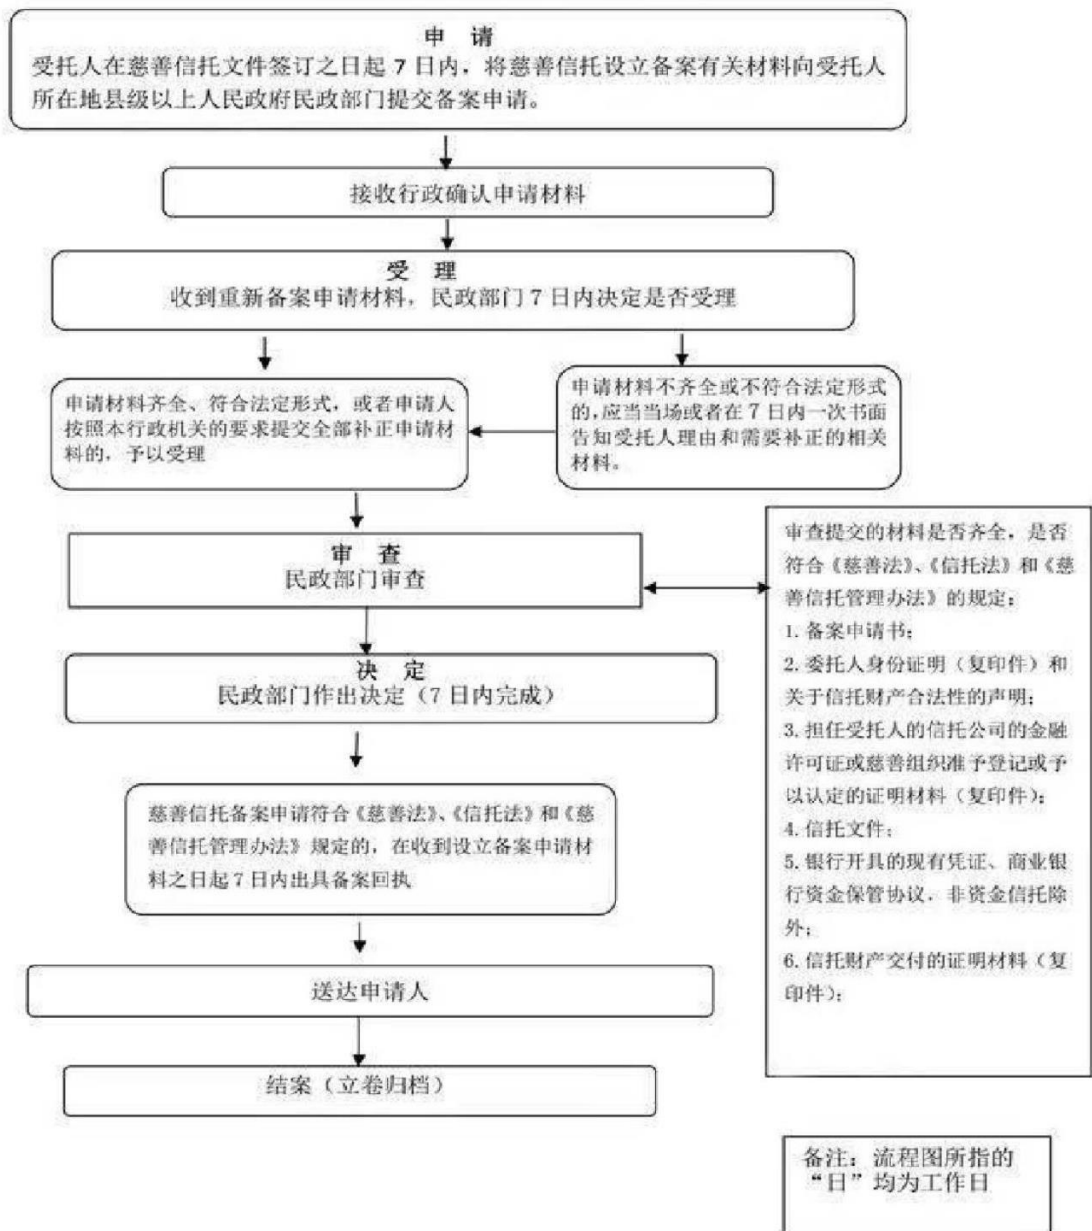 申 请
受托人在慈善信托文件签订之日起 7 日内，将慈善信托设立备案有关材料向受托人
所在地县级以上人民政府民政部门提交备案申请。
接收行政确认申请材料
受 理
收到重新备案申请材料，民政部门 7 日内决定是否受理
申请材料齐全、符合法定形式，或者申请人
按照本行政机关的要求提交全部补正申请材
料的，予以受理
申请材料不齐全或不符合法定形式
的，应当当场或者在 7 日内一次书面
告知受托人理由和需要补正的相关
材料。
审 查
民政部门审查
审查提交的材料是否齐全，是否
符合《慈善法》、《信托法》和《慈
善信托管理办法》的规定；
1. 备案申请书；
2. 委托人身份证明（复印件）和
关于信托财产合法性的声明；
3. 担任受托人的信托公司的金融
许可证或慈善组织准予登记或予
以认定的证明材料（复印件）；
4. 信托文件；
5. 银行开具的现有凭证、商业银
行资金保管协议．非资金信托除
外；
6. 信托财产交付的证明材料（复
印件）；
决 定
民政部门作出决定（7 日内完成）
慈善信托备案申请符合《慈善法》、《信托法》和《慈
善信托管理办法》规定的，在收到设立备案申请材
料之日起 7 日内出具备案回执
送达申请人
结案（立卷归档）
备注：流程图所指的
“日”均为工作日